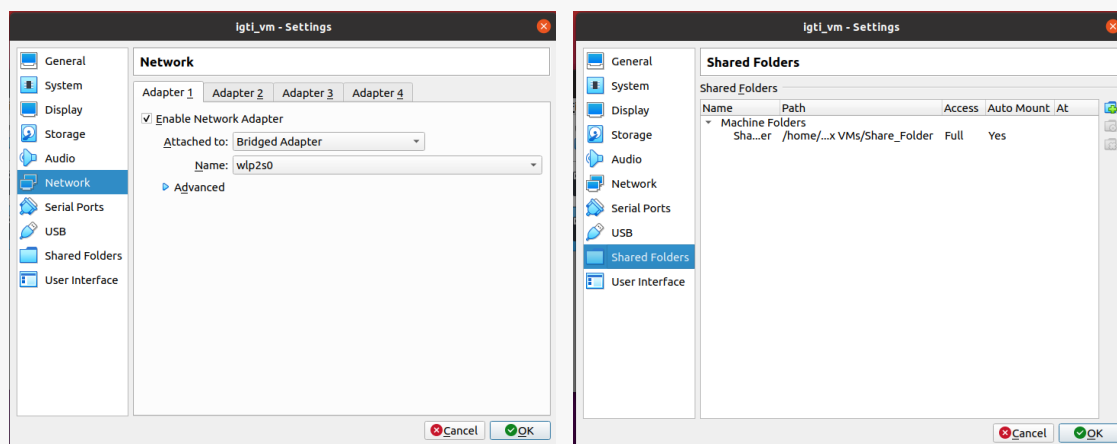 igti_vm - Settings
General
System
Display
Storage
Audio
Network
Serial Ports
USB
Shared Folders
User Interface
Network
Adapter 1 Adapter 2 Adapter 3 Adapter 4
Enable Network Adapter
Attached to: Bridged Adapter
Name: wlp2s0
Advanced
Cancel OK
igti_vm - Settings
General
System
Display
Storage
Audio
Network
Serial Ports
USB
Shared Folders
User Interface
Shared Folders
Shared Folders
Name Path Access Auto Mount At
Machine Folders
Sha...er /home/...x VMs/Share_Folder Full Yes
Cancel OK